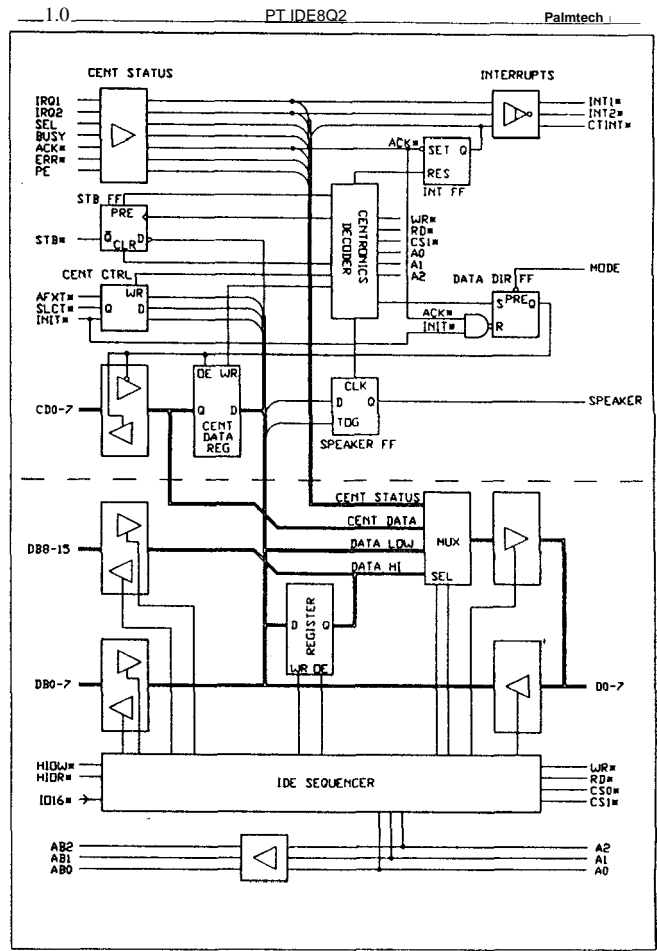 1.0 PT IDE8Q2 Palmtech
CENT STATUS
INTERRUPTS
IRQ1
IRQ2
SEL
BUSY
ACK*
ERR*
PE
INT1*
INT2*
CTINT*
ACK*
SET Q
RES
INT FF
STB FF
PRE
Q̅ D
CLR
STB*
CENTRONICS
DECODER
WR*
RD*
CS1*
A0
A1
A2
CENT CTRL
WR
Q D
AFXT*
SLCT*
INIT*
DATA DIR FF
MODE
S PRE Q
R
ACK*
INIT*
OE WR
Q D
CENT
DATA
REG
CLK
D Q
TOG
SPEAKER FF
SPEAKER
CD0-7
CENT STATUS
CENT DATA
DATA LOW
DATA HI
MUX
SEL
DB8-15
D Q
REGISTER
WR OE
DB0-7
D0-7
HIOW*
HIOR*
IO16*
IDE SEQUENCER
WR*
RD*
CS0*
CS1*
AB2
AB1
AB0
A2
A1
A0